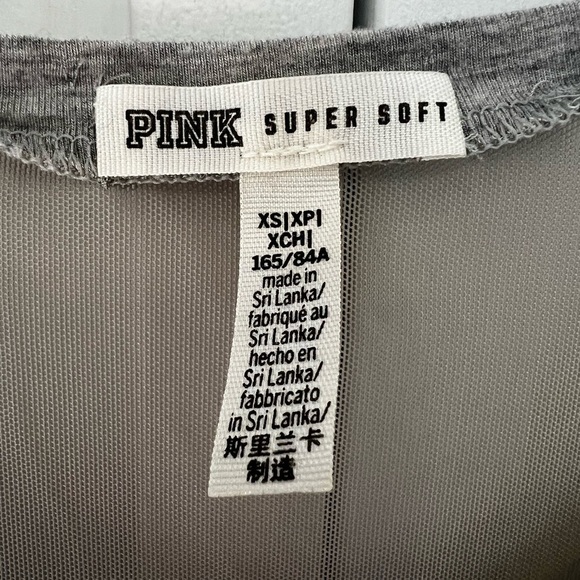 PINK SUPER SOFT
XS|XP|
XCH|
165/84A
made in
Sri Lanka/
fabriqué au
Sri Lanka/
hecho en
Sri Lanka/
fabbricato
in Sri Lanka/
斯里兰卡
制造